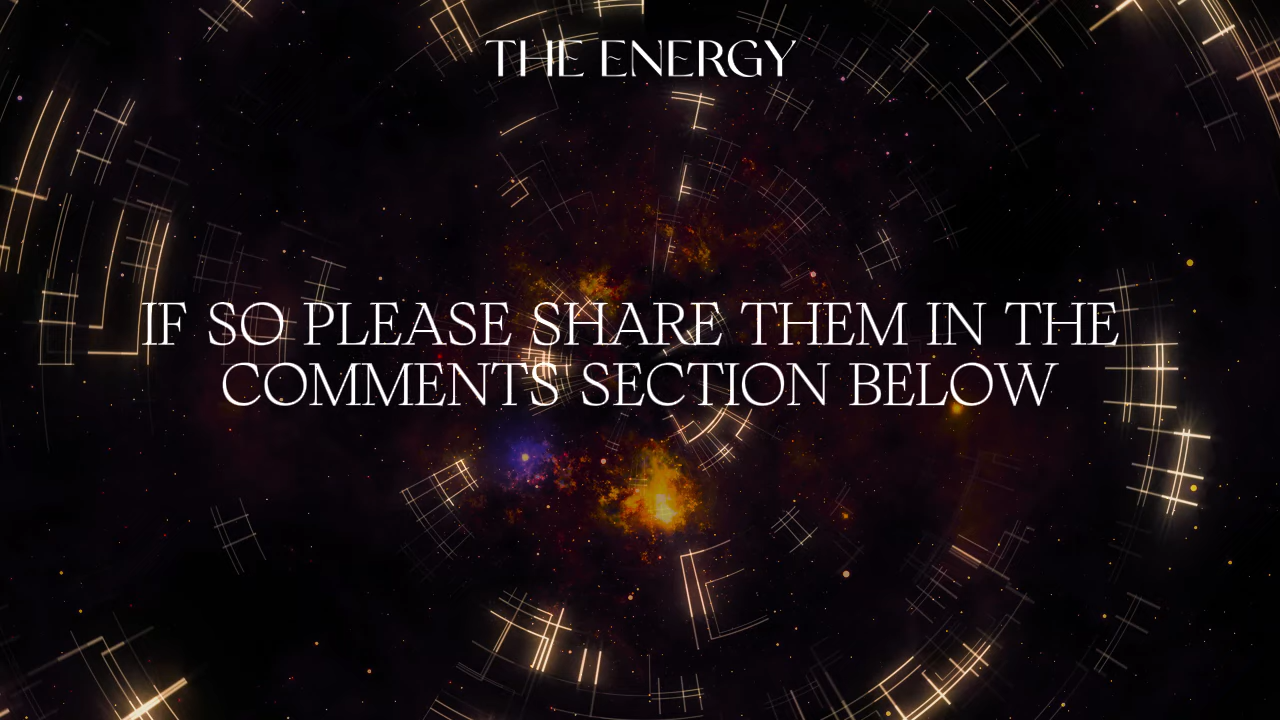 THE ENERGY
IF SO PLEASE SHARE THEM IN THE
COMMENTS SECTION BELOW